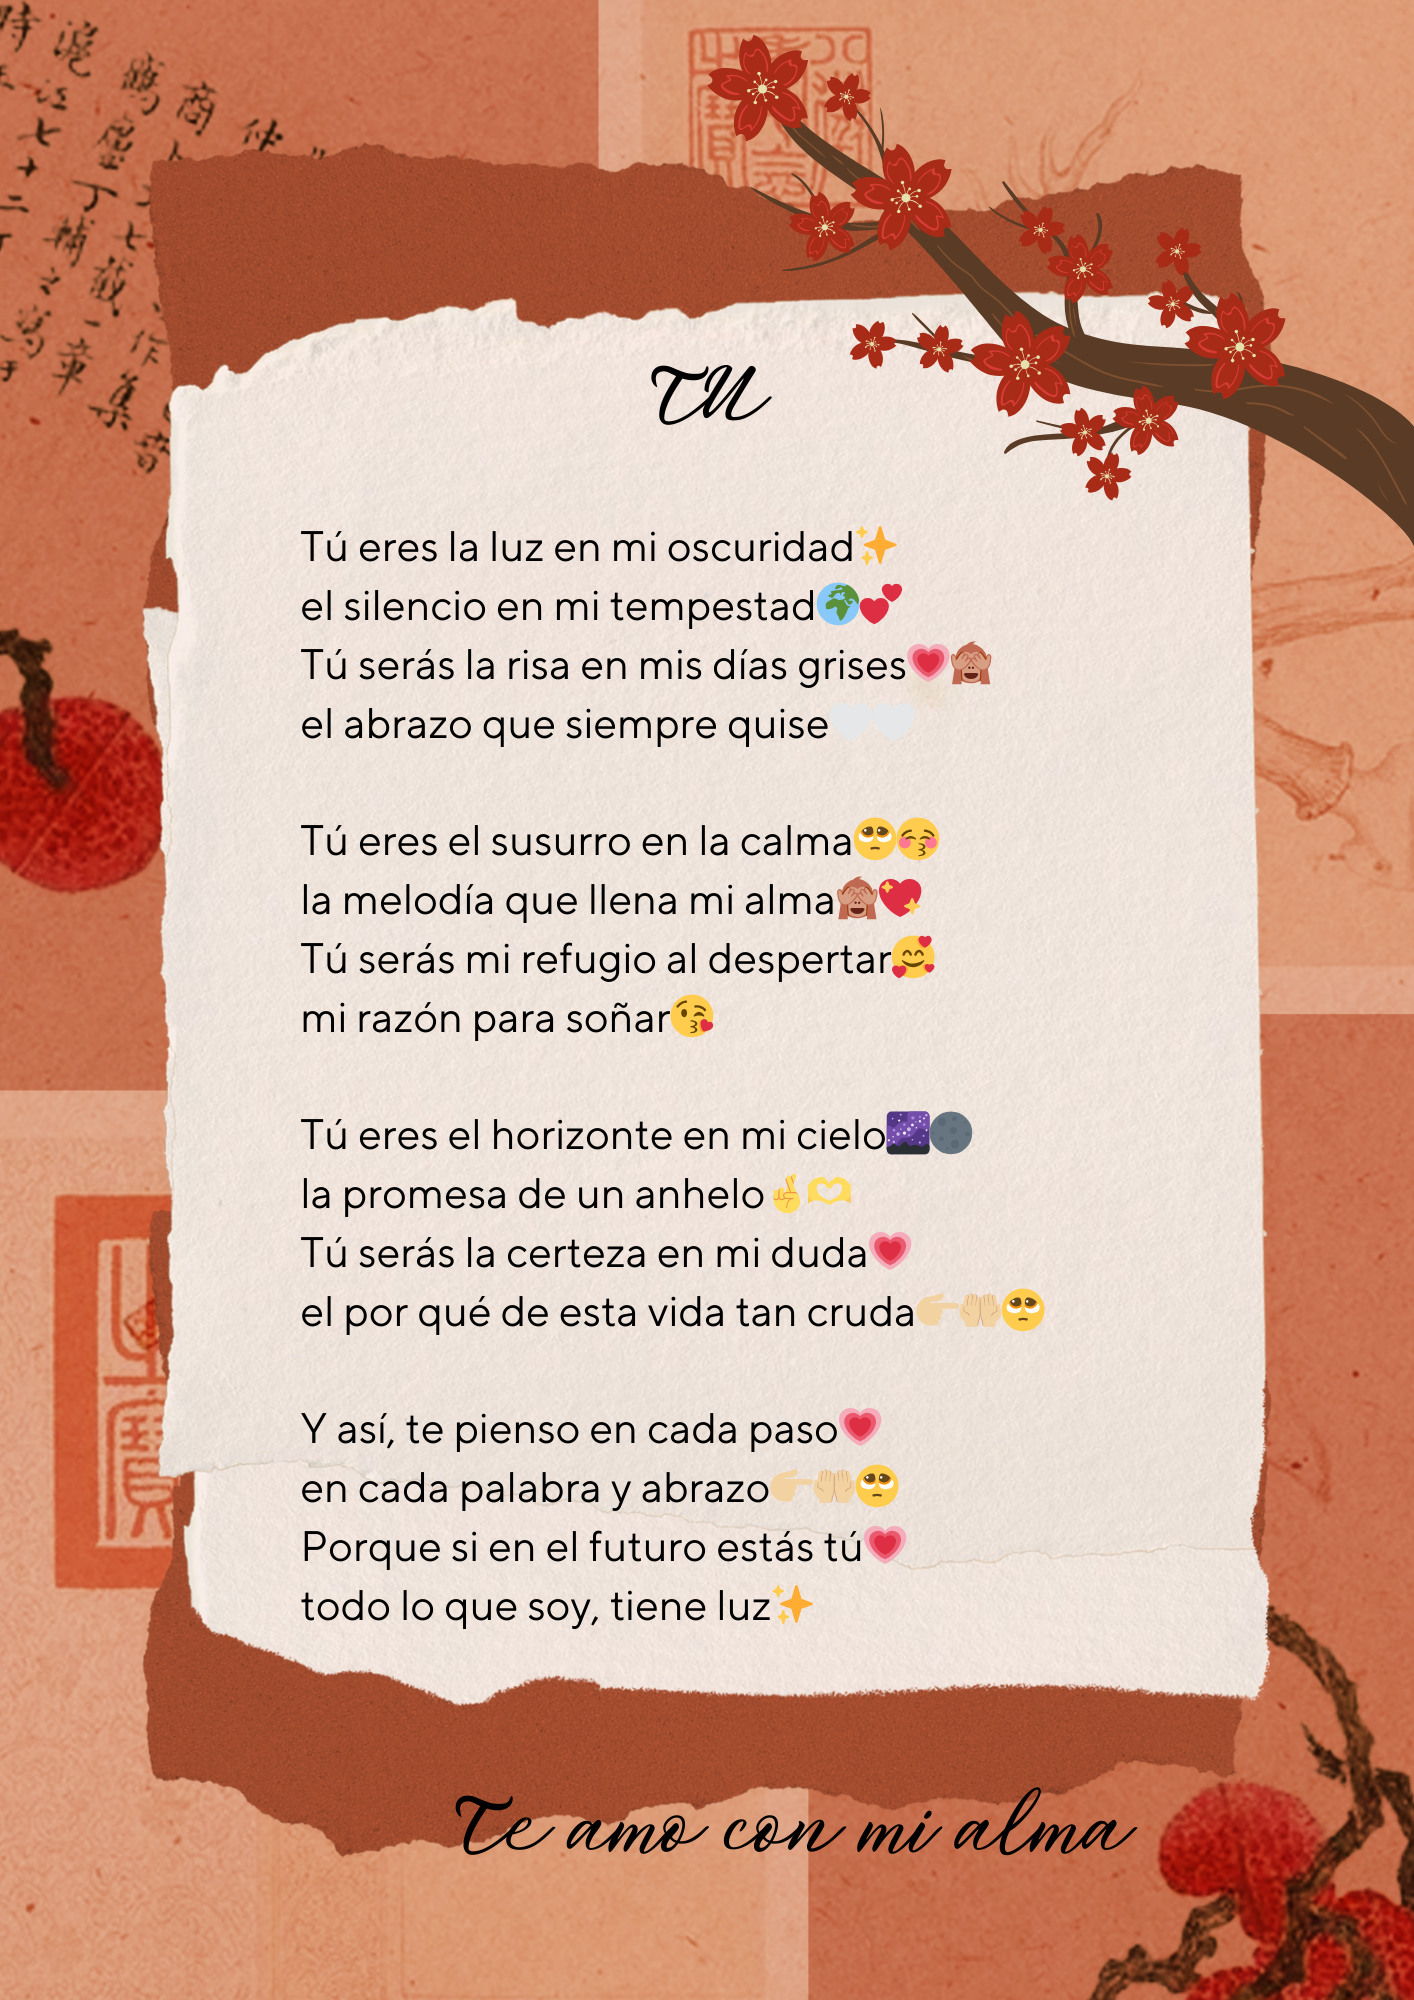 TU
Tú eres la luz en mi oscuridad✨
el silencio en mi tempestad🌍💕
Tú serás la risa en mis días grises💗🙈
el abrazo que siempre quise🤍🤍
Tú eres el susurro en la calma🥺😚
la melodía que llena mi alma🙈💖
Tú serás mi refugio al despertar🥰
mi razón para soñar😘
Tú eres el horizonte en mi cielo🌌🌑
la promesa de un anhelo🤞🫶
Tú serás la certeza en mi duda💗
el por qué de esta vida tan cruda🫱🏼🤲🏼🥺
Y así, te pienso en cada paso💗
en cada palabra y abrazo🫱🏼🤲🏼🥺
Porque si en el futuro estás tú💗
todo lo que soy, tiene luz✨
Te amo con mi alma